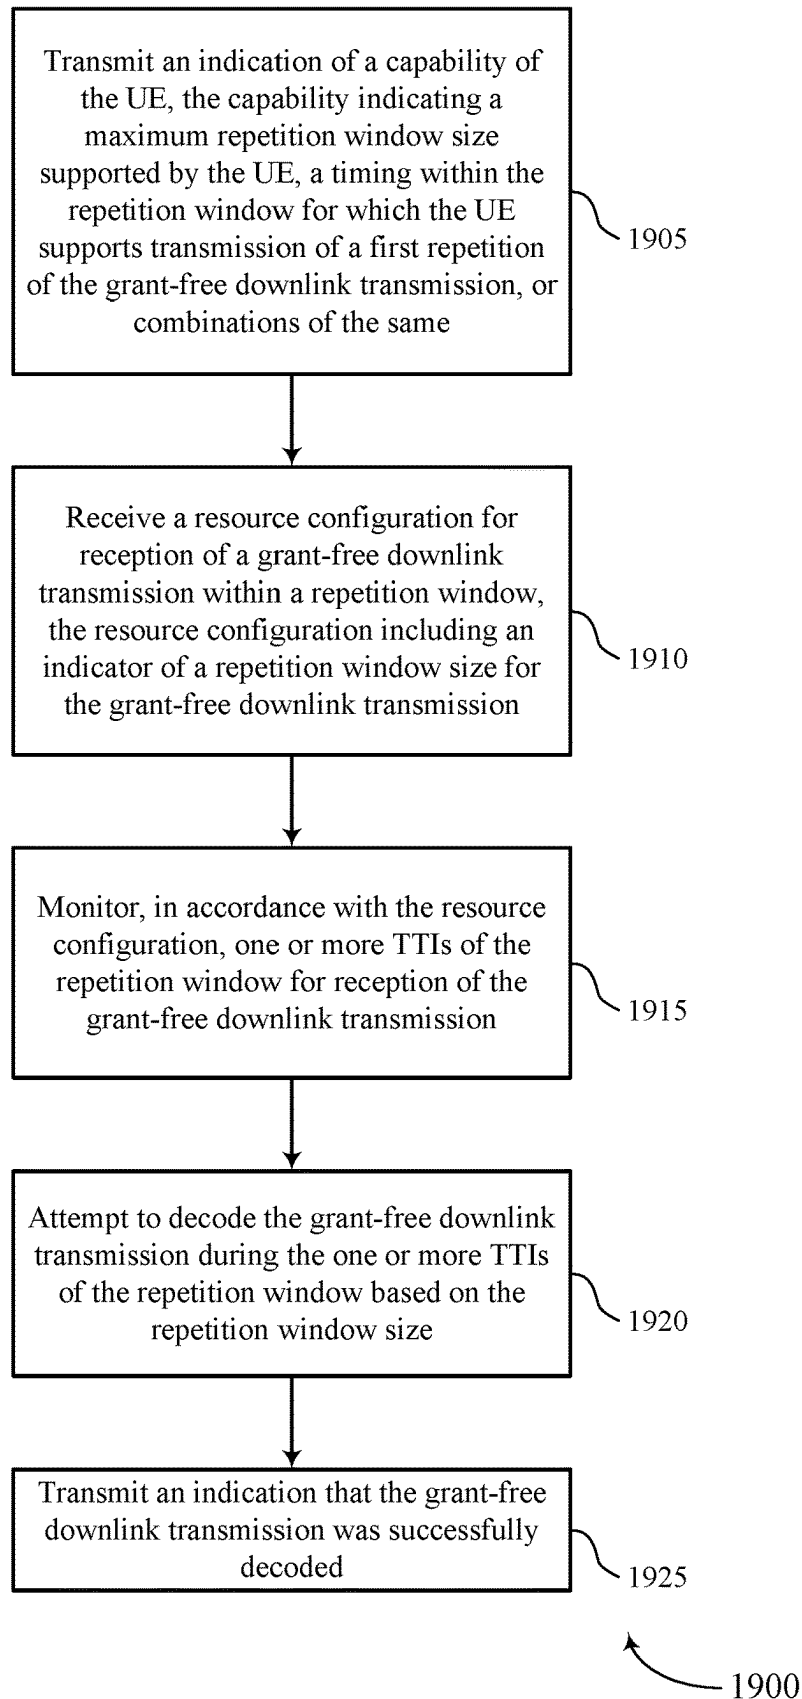 Transmit an indication of a capability of
the UE, the capability indicating a
maximum repetition window size
supported by the UE, a timing within the
repetition window for which the UE
supports transmission of a first repetition
of the grant-free downlink transmission, or
combinations of the same
1905
Receive a resource configuration for
reception of a grant-free downlink
transmission within a repetition window,
the resource configuration including an
indicator of a repetition window size for
the grant-free downlink transmission
1910
Monitor, in accordance with the resource
configuration, one or more TTIs of the
repetition window for reception of the
grant-free downlink transmission
1915
Attempt to decode the grant-free downlink
transmission during the one or more TTIs
of the repetition window based on the
repetition window size
1920
Transmit an indication that the grant-free
downlink transmission was successfully
decoded
1925
1900